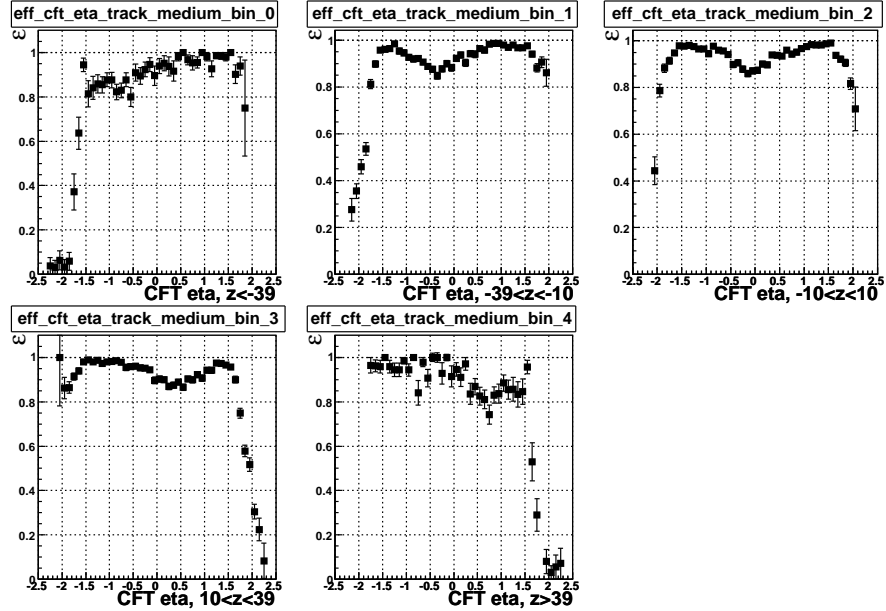 eff_cft_eta_track_medium_bin_0
ε
1
0.8
0.6
0.4
0.2
0
-2.5 -2 -1.5 -1 -0.5 0 0.5 1 1.5 2 2.5
CFT eta, z<-39
eff_cft_eta_track_medium_bin_1
ε
1
0.8
0.6
0.4
0.2
0
-2.5 -2 -1.5 -1 -0.5 0 0.5 1 1.5 2 2.5
CFT eta, -39<z<-10
eff_cft_eta_track_medium_bin_2
ε
1
0.8
0.6
0.4
0.2
0
-2.5 -2 -1.5 -1 -0.5 0 0.5 1 1.5 2 2.5
CFT eta, -10<z<10
eff_cft_eta_track_medium_bin_3
ε
1
0.8
0.6
0.4
0.2
0
-2.5 -2 -1.5 -1 -0.5 0 0.5 1 1.5 2 2.5
CFT eta, 10<z<39
eff_cft_eta_track_medium_bin_4
ε
1
0.8
0.6
0.4
0.2
0
-2.5 -2 -1.5 -1 -0.5 0 0.5 1 1.5 2 2.5
CFT eta, z>39